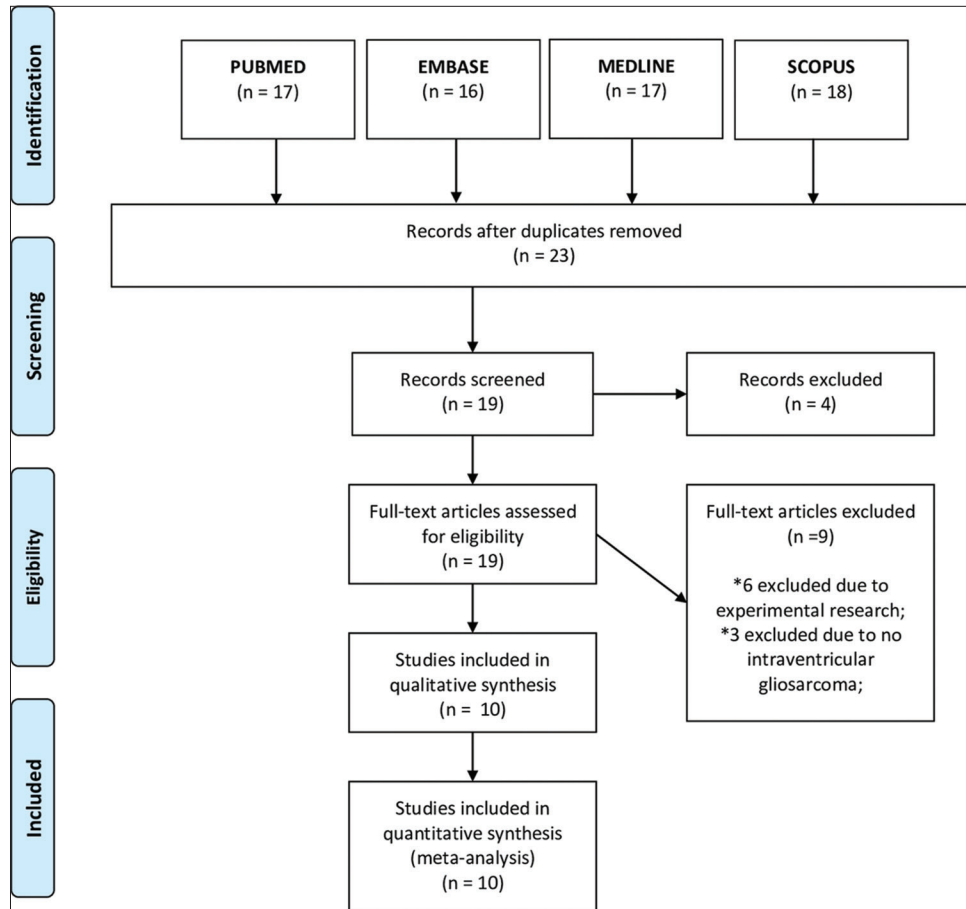 Identification
PUBMED
(n = 17)
EMBASE
(n = 16)
MEDLINE
(n = 17)
SCOPUS
(n = 18)
Records after duplicates removed
(n = 23)
Screening
Records screened
(n = 19)
Records excluded
(n = 4)
Eligibility
Full-text articles assessed
for eligibility
(n = 19)
Full-text articles excluded
(n =9)
*6 excluded due to
experimental research;
*3 excluded due to no
intraventricular
gliosarcoma;
Studies included in
qualitative synthesis
(n =  10)
Included
Studies included in
quantitative synthesis
(meta-analysis)
(n = 10)